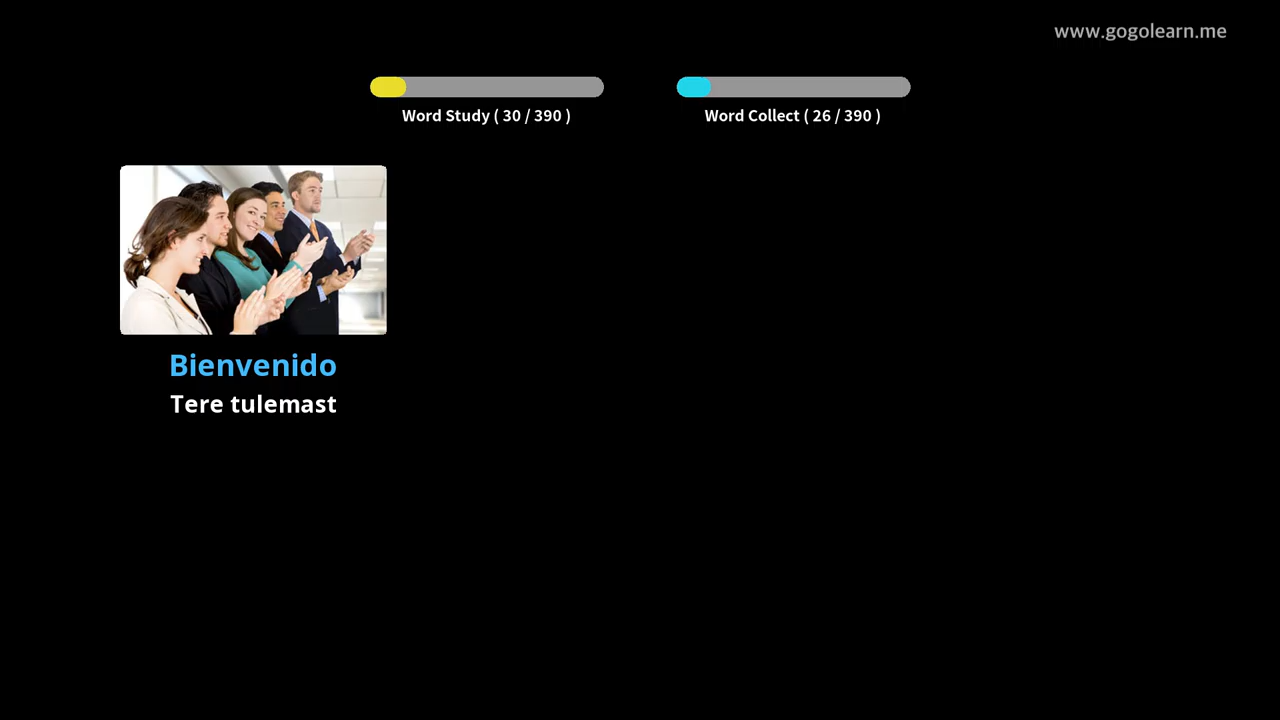 www.gogolearn.me
Word Study ( 30 / 390 )
Word Collect ( 26 / 390 )
Bienvenido
Tere tulemast